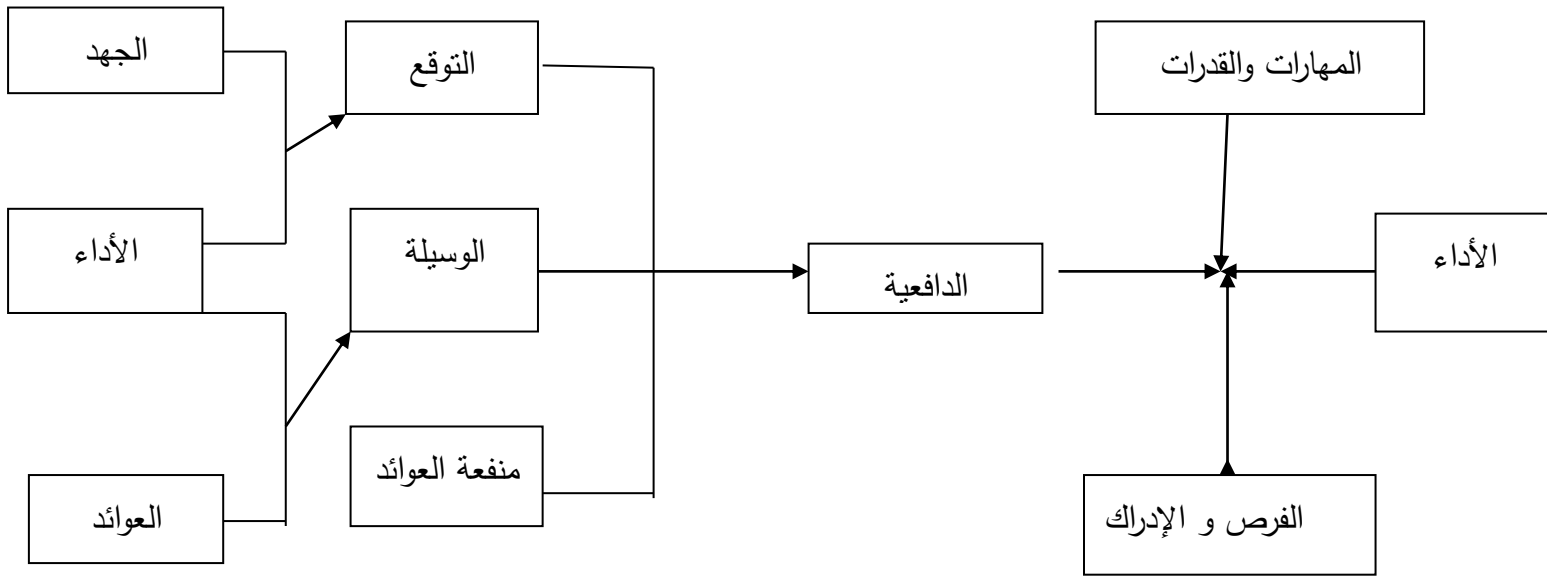 الجهد
التوقع
المهارات والقدرات
الأداء
الوسيلة
الدافعية
الأداء
العوائد
منفعة العوائد
الفرص و الإدراك